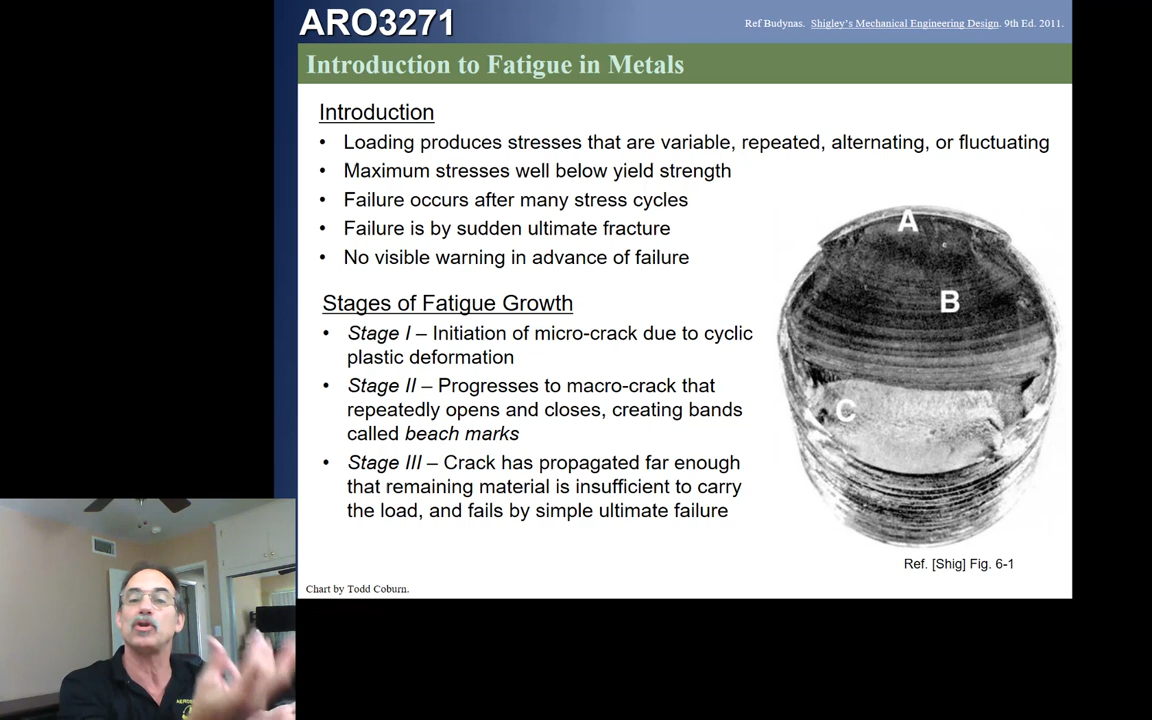 ARO3271
Ref Budynas. Shigley's Mechanical Engineering Design. 9th Ed. 2011.
Introduction to Fatigue in Metals
Introduction
• Loading produces stresses that are variable, repeated, alternating, or fluctuating
• Maximum stresses well below yield strength
• Failure occurs after many stress cycles
• Failure is by sudden ultimate fracture
• No visible warning in advance of failure
Stages of Fatigue Growth
• Stage I – Initiation of micro-crack due to cyclic
plastic deformation
• Stage II – Progresses to macro-crack that
repeatedly opens and closes, creating bands
called beach marks
• Stage III – Crack has propagated far enough
that remaining material is insufficient to carry
the load, and fails by simple ultimate failure
A
B
C
Ref. [Shig] Fig. 6-1
Chart by Todd Coburn.